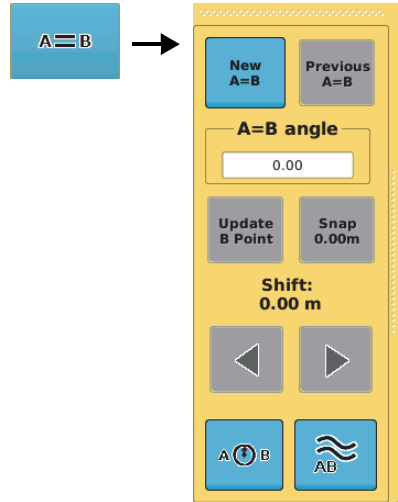 A=B
New
A=B
Previous
A=B
A=B angle
0.00
Update
B Point
Snap
0.00m
Shift:
0.00 m
A B
AB